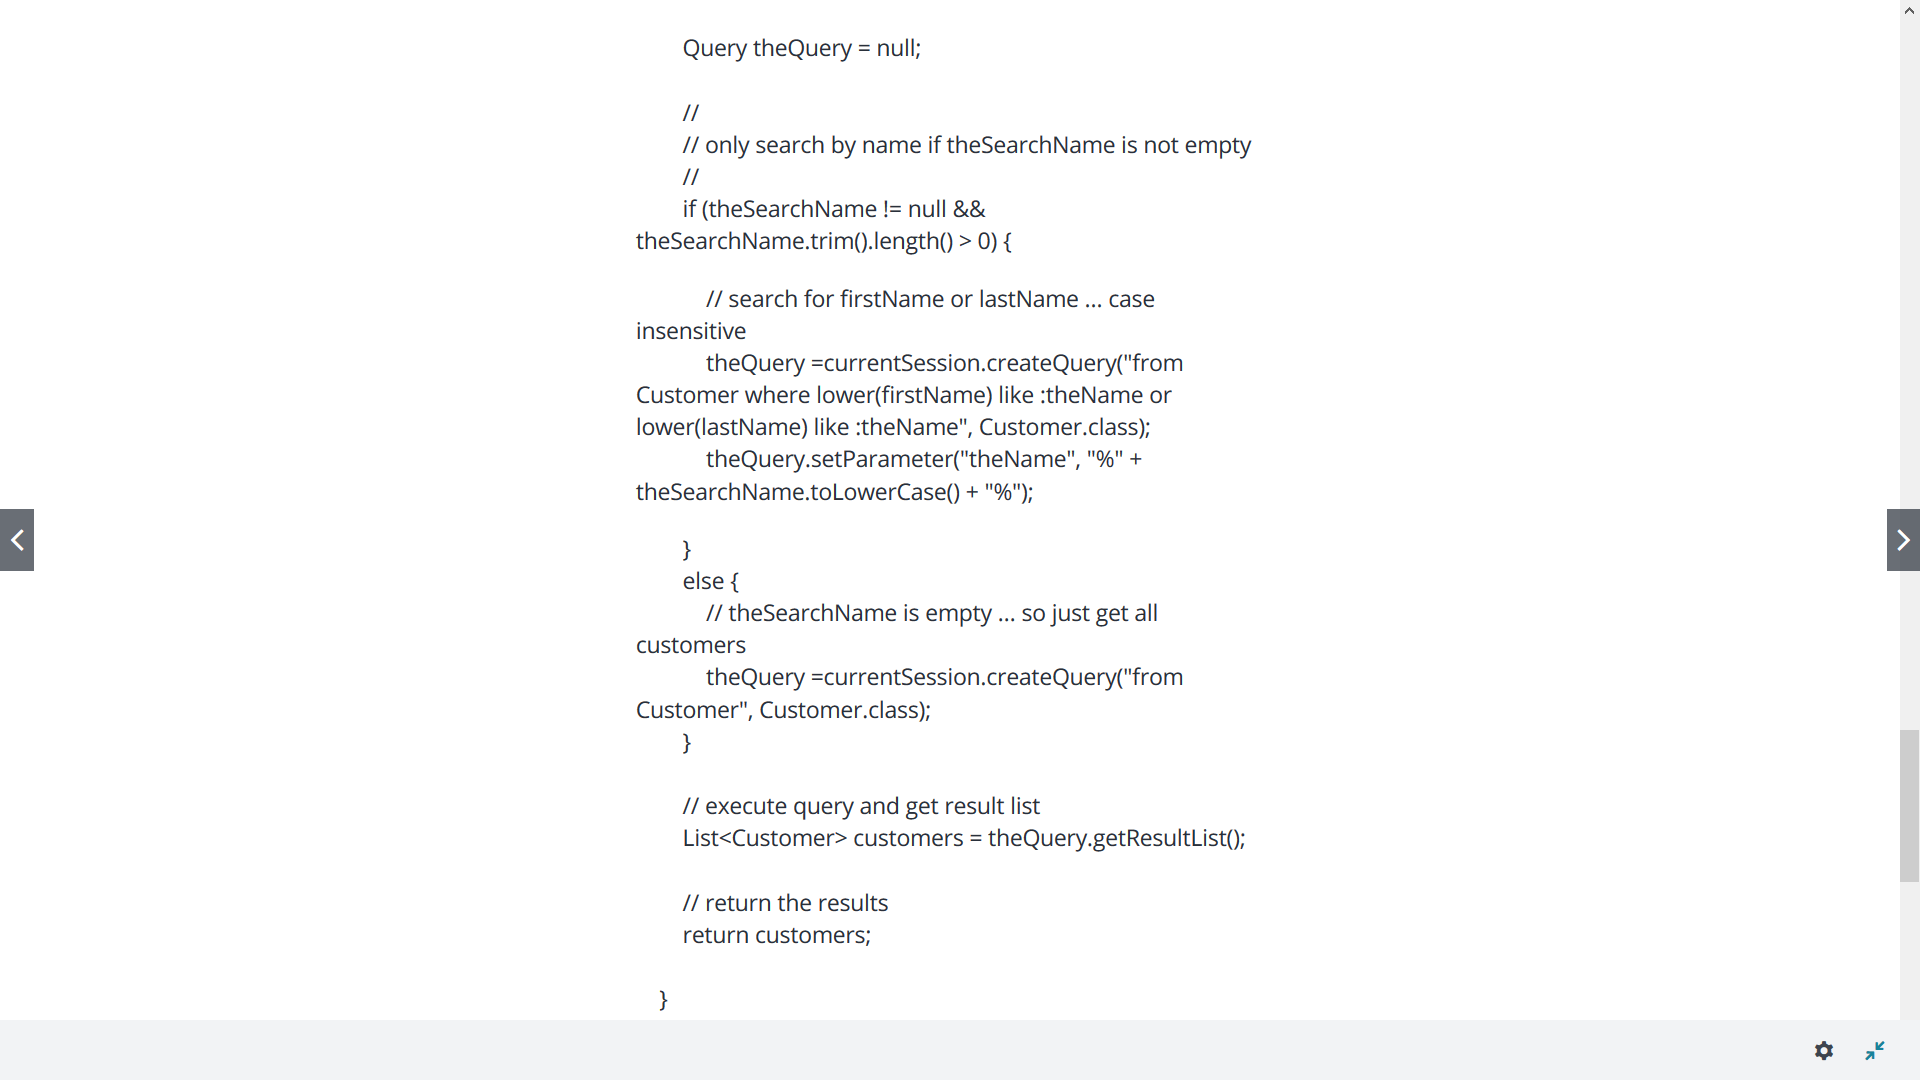 Query theQuery = null;
//
// only search by name if theSearchName is not empty
//
if (theSearchName != null &&
theSearchName.trim().length() > 0) {
// search for firstName or lastName ... case
insensitive
theQuery =currentSession.createQuery("from
Customer where lower(firstName) like :theName or
lower(lastName) like :theName", Customer.class);
theQuery.setParameter("theName", "%" +
theSearchName.toLowerCase() + "%");
}
else {
// theSearchName is empty ... so just get all
customers
theQuery =currentSession.createQuery("from
Customer", Customer.class);
}
// execute query and get result list
List<Customer> customers = theQuery.getResultList();
// return the results
return customers;
}